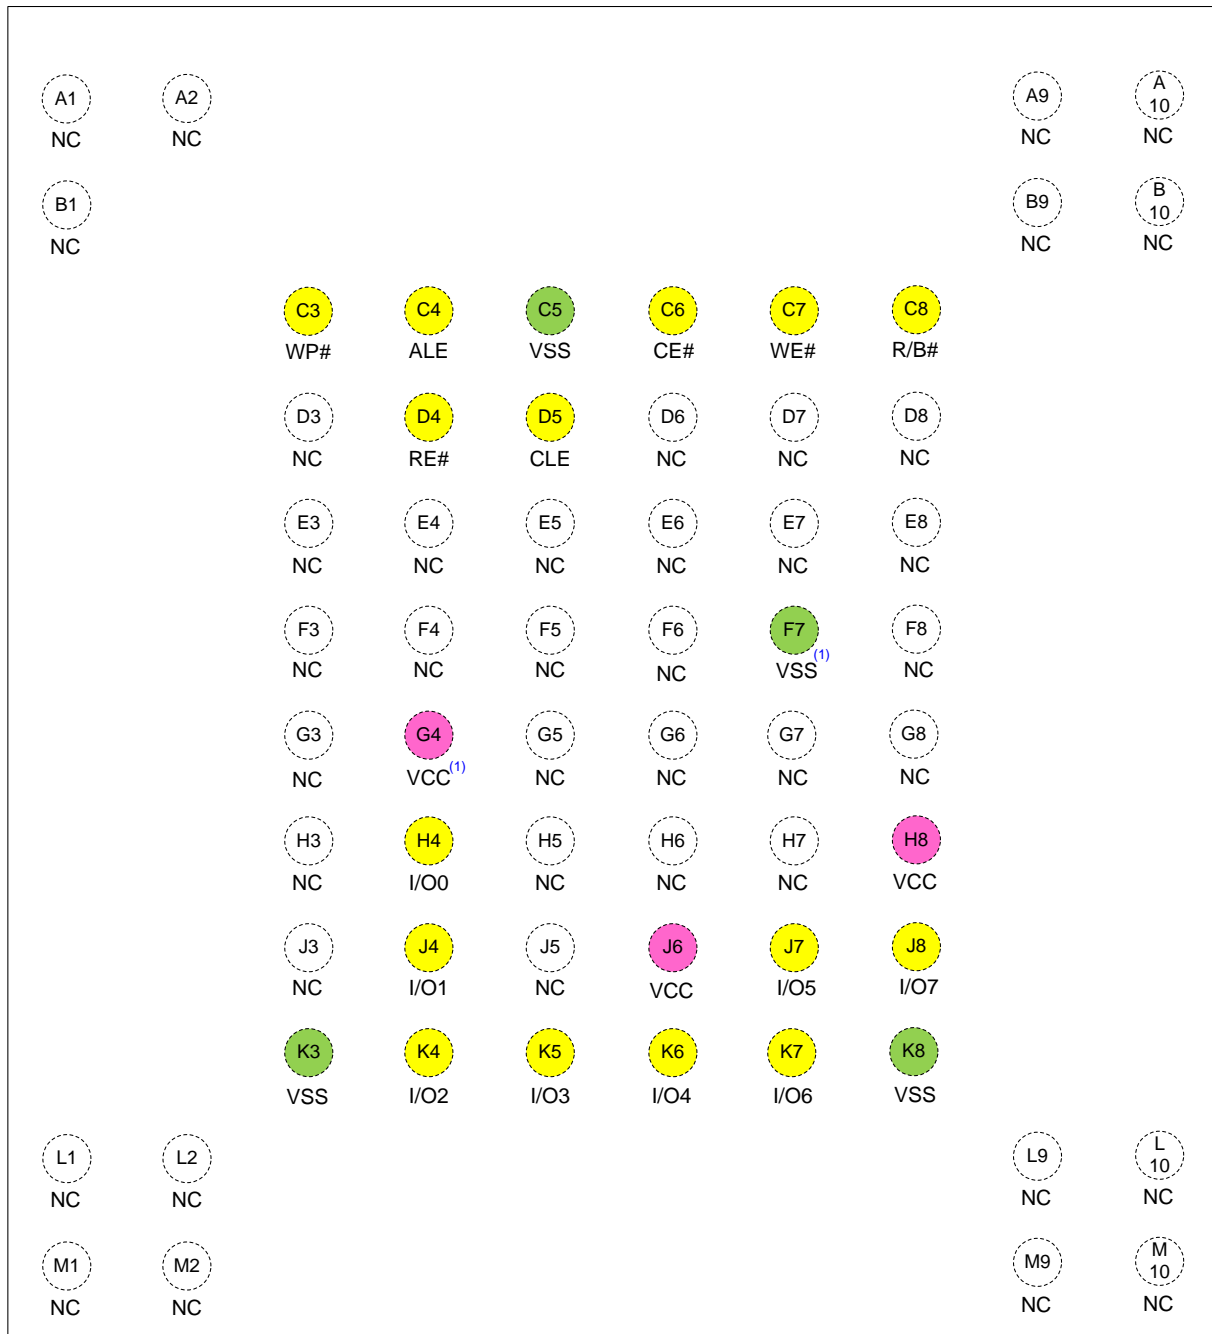 A1 A2 A9 A 10
NC NC NC NC
B1 B9 B 10
NC NC NC
C3 C4 C5 C6 C7 C8
WP# ALE VSS CE# WE# R/B#
D3 D4 D5 D6 D7 D8
NC RE# CLE NC NC NC
E3 E4 E5 E6 E7 E8
NC NC NC NC NC NC
F3 F4 F5 F6 F7 F8
NC NC NC NC VSS(1) NC
G3 G4 G5 G6 G7 G8
NC VCC(1) NC NC NC NC
H3 H4 H5 H6 H7 H8
NC I/O0 NC NC NC VCC
J3 J4 J5 J6 J7 J8
NC I/O1 NC VCC I/O5 I/O7
K3 K4 K5 K6 K7 K8
VSS I/O2 I/O3 I/O4 I/O6 VSS
L1 L2 L9 L 10
NC NC NC NC
M1 M2 M9 M 10
NC NC NC NC